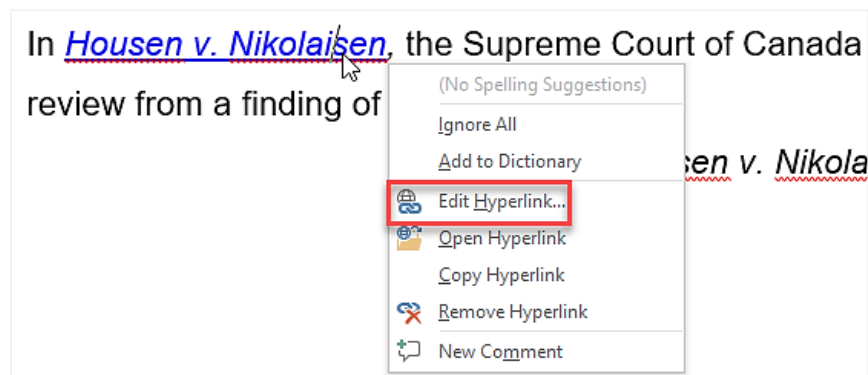 In Housen v. Nikolaisen, the Supreme Court of Canada
(No Spelling Suggestions)
review from a finding of
Ignore All
Add to Dictionary
sen v. Nikola
Edit Hyperlink...
Open Hyperlink
Copy Hyperlink
Remove Hyperlink
New Comment